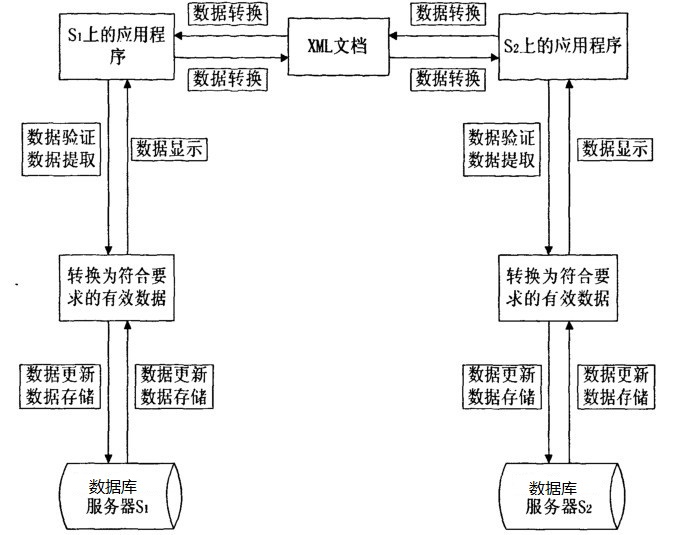 数据转换
数据转换
S1上的应用程
序
XML文档
S2上的应用程序
数据转换
数据转换
数据验证
数据提取
数据显示
数据验证
数据提取
数据显示
转换为符合要
求的有效数据
转换为符合要
求的有效数据
数据更新
数据存储
数据更新
数据存储
数据更新
数据存储
数据更新
数据存储
数据库
服务器S1
数据库
服务器S2